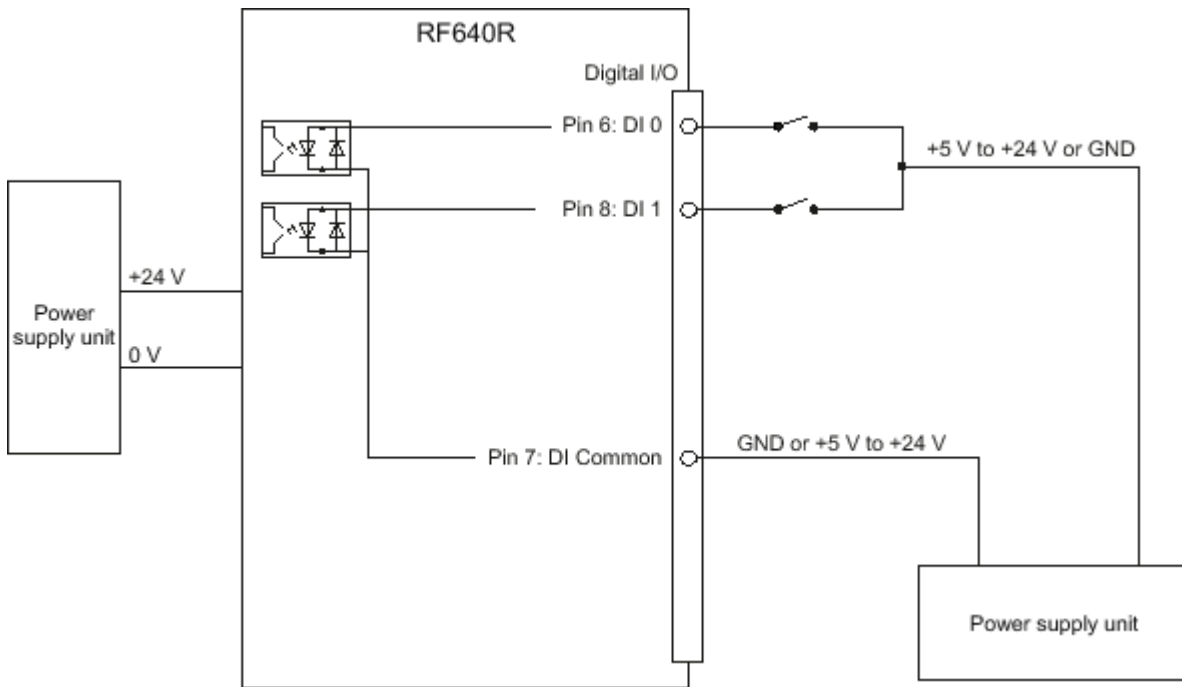 RF640R
Digital I/O
Pin 6: DI 0
+5 V to +24 V or GND
Pin 8: DI 1
+24 V
Power
supply unit
0 V
GND or +5 V to +24 V
Pin 7: DI Common
Power supply unit